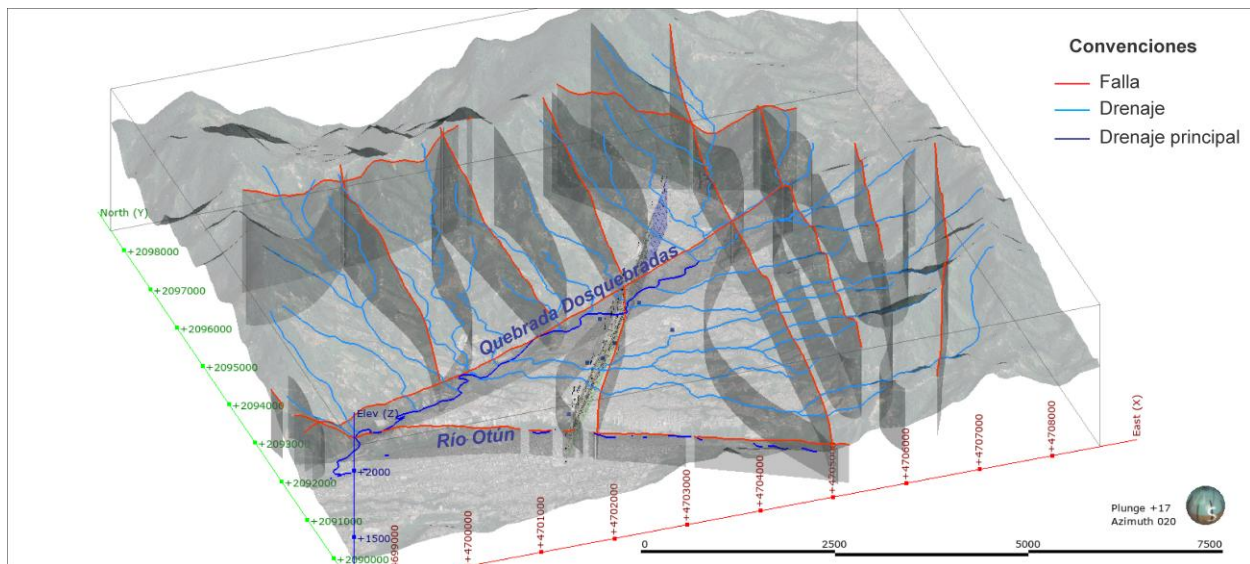 Convenciones
Falla
Drenaje
Drenaje principal
North (Y)
+2098000
+2097000
+2096000
+2095000
+2094000
+2093000
+2092000
+2091000
+2090000
Quebrada Dosquebradas
Río Otún
Elev (Z)
+2000
+1500
+4700000
+4701000
+4702000
+4703000
+4704000
+4706000
+4707000
+4708000
East (X)
Plunge +17
Azimuth 020
0 2500 5000 7500